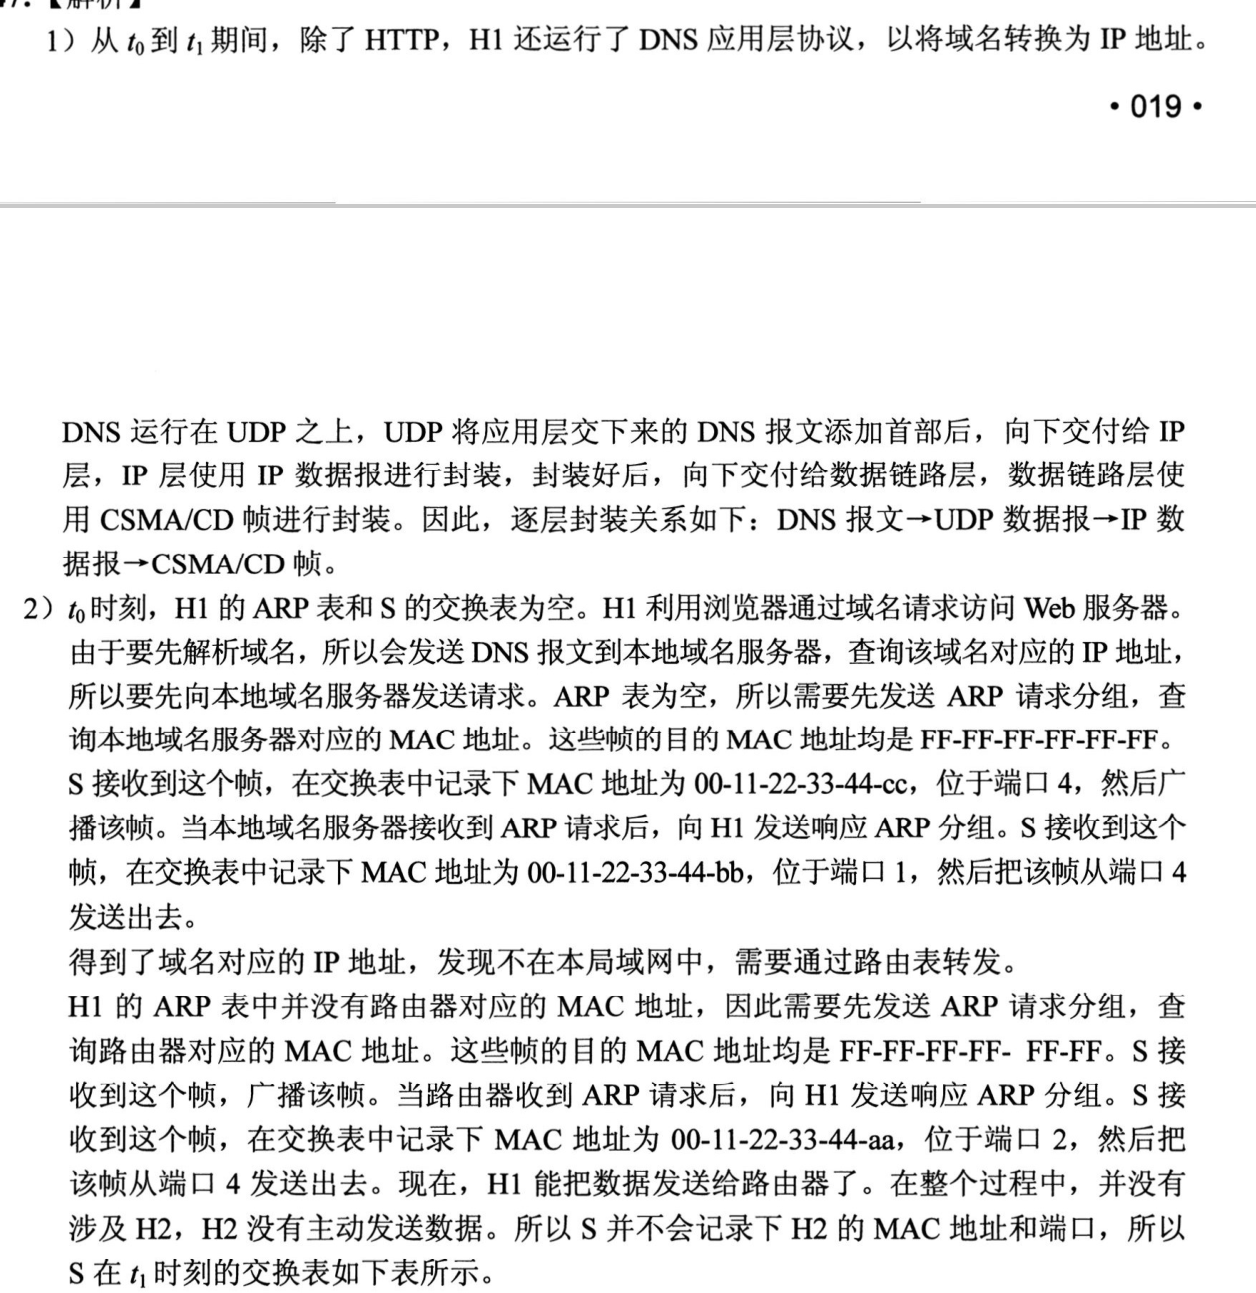 【解析】
1）从 t0到 t1期间，除了 HTTP，H1 还运行了 DNS 应用层协议，以将域名转换为 IP 地址。
• 019 •
DNS 运行在 UDP 之上，UDP 将应用层交下来的 DNS 报文添加首部后，向下交付给 IP
层，IP 层使用 IP 数据报进行封装，封装好后，向下交付给数据链路层，数据链路层使
用 CSMA/CD 帧进行封装。因此，逐层封装关系如下：DNS 报文→UDP 数据报→IP 数
据报→CSMA/CD 帧。
2）t0时刻，H1 的 ARP 表和 S 的交换表为空。H1 利用浏览器通过域名请求访问 Web 服务器。
由于要先解析域名，所以会发送 DNS 报文到本地域名服务器，查询该域名对应的 IP 地址，
所以要先向本地域名服务器发送请求。ARP 表为空，所以需要先发送 ARP 请求分组，查
询本地域名服务器对应的 MAC 地址。这些帧的目的 MAC 地址均是 FF-FF-FF-FF-FF-FF。
S 接收到这个帧，在交换表中记录下 MAC 地址为 00-11-22-33-44-cc，位于端口 4，然后广
播该帧。当本地域名服务器接收到 ARP 请求后，向 H1 发送响应 ARP 分组。S 接收到这个
帧，在交换表中记录下 MAC 地址为 00-11-22-33-44-bb，位于端口 1，然后把该帧从端口 4
发送出去。
得到了域名对应的 IP 地址，发现不在本局域网中，需要通过路由表转发。
H1 的 ARP 表中并没有路由器对应的 MAC 地址，因此需要先发送 ARP 请求分组，查
询路由器对应的 MAC 地址。这些帧的目的 MAC 地址均是 FF-FF-FF-FF- FF-FF。S 接
收到这个帧，广播该帧。当路由器收到 ARP 请求后，向 H1 发送响应 ARP 分组。S 接
收到这个帧，在交换表中记录下 MAC 地址为 00-11-22-33-44-aa，位于端口 2，然后把
该帧从端口 4 发送出去。现在，H1 能把数据发送给路由器了。在整个过程中，并没有
涉及 H2，H2 没有主动发送数据。所以 S 并不会记录下 H2 的 MAC 地址和端口，所以
S 在 t1时刻的交换表如下表所示。